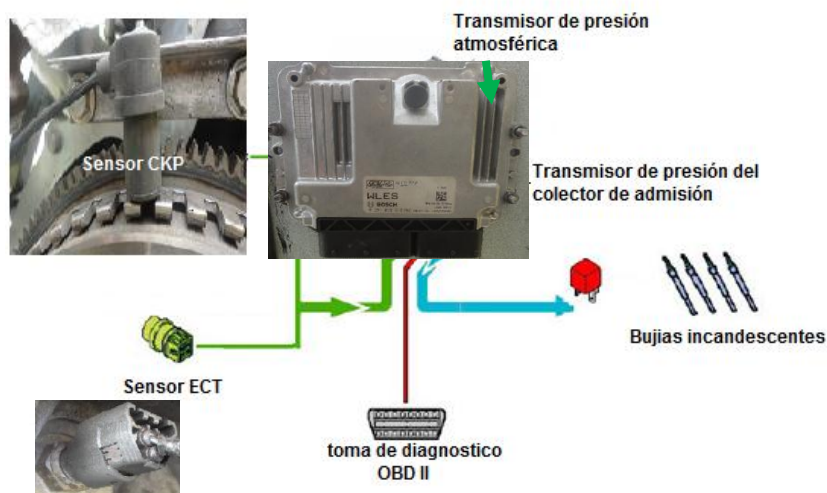 Transmisor de presión
atmosférica
Sensor CKP
WLES
BOSCH
Transmisor de presión del
colector de admisión
Bujias incandescentes
Sensor ECT
toma de diagnostico
OBD II